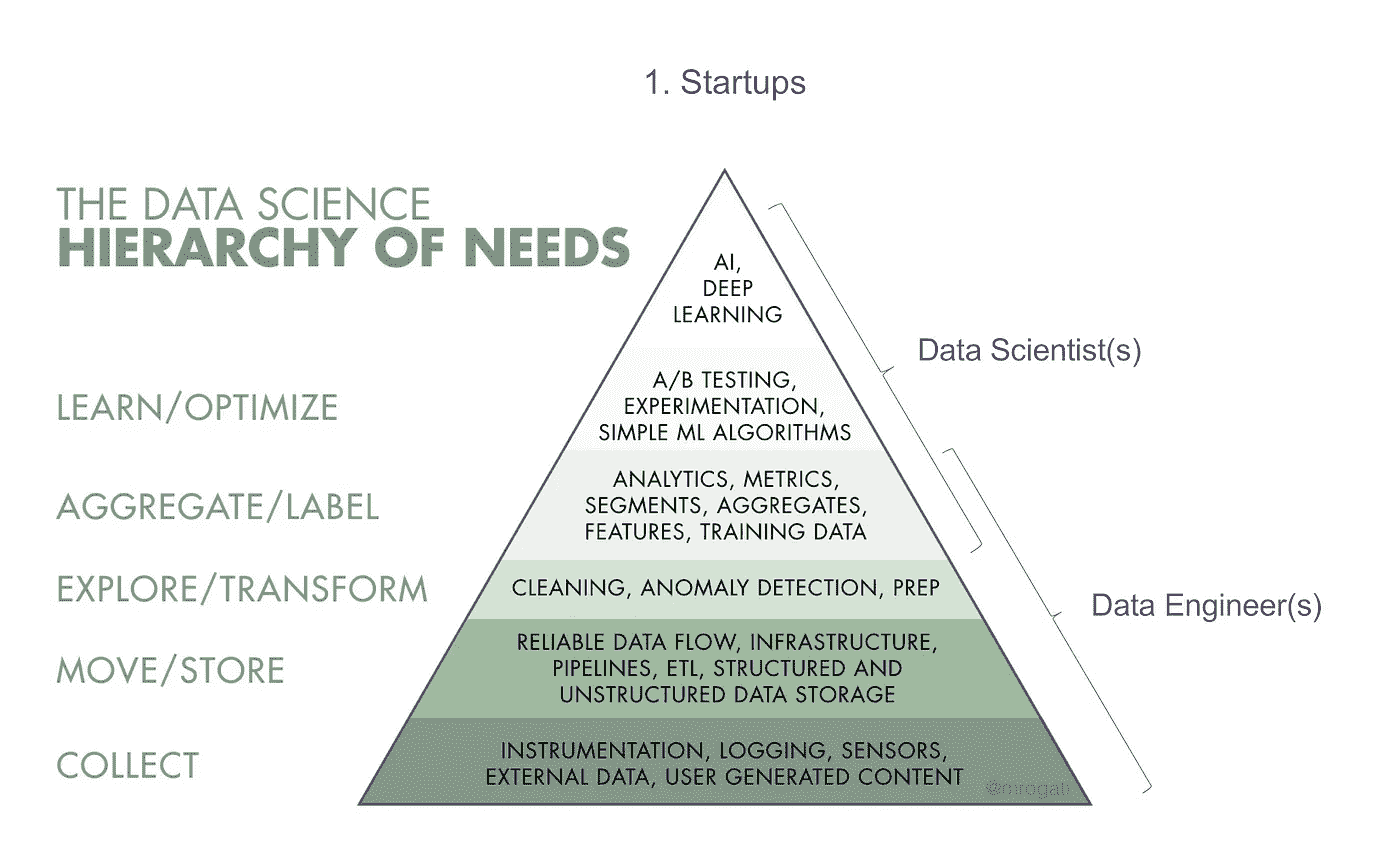 1. Startups
THE DATA SCIENCE
HIERARCHY OF NEEDS
AI,
DEEP
LEARNING
Data Scientist(s)
LEARN/OPTIMIZE
A/B TESTING,
EXPERIMENTATION,
SIMPLE ML ALGORITHMS
AGGREGATE/LABEL
ANALYTICS, METRICS,
SEGMENTS, AGGREGATES,
FEATURES, TRAINING DATA
EXPLORE/TRANSFORM
CLEANING, ANOMALY DETECTION, PREP
Data Engineer(s)
MOVE/STORE
RELIABLE DATA FLOW, INFRASTRUCTURE,
PIPELINES, ETL, STRUCTURED AND
UNSTRUCTURED DATA STORAGE
COLLECT
INSTRUMENTATION, LOGGING, SENSORS,
EXTERNAL DATA, USER GENERATED CONTENT
@mrogati